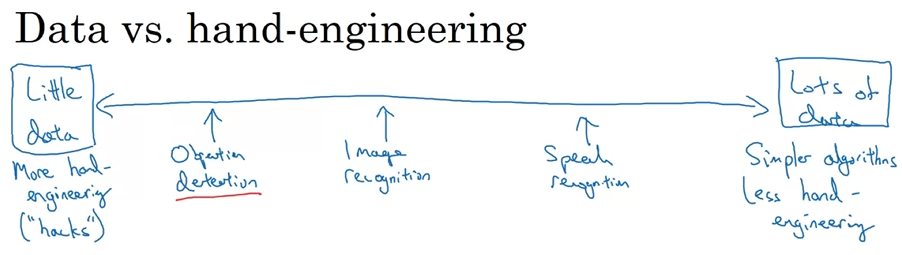 Data vs. hand-engineering
Little
data
More hand-
engineering
("hacks")
Objection
detection
Image
recognition
Speech
recognition
Lots of
data
Simpler algorithms
Less hand-
engineering